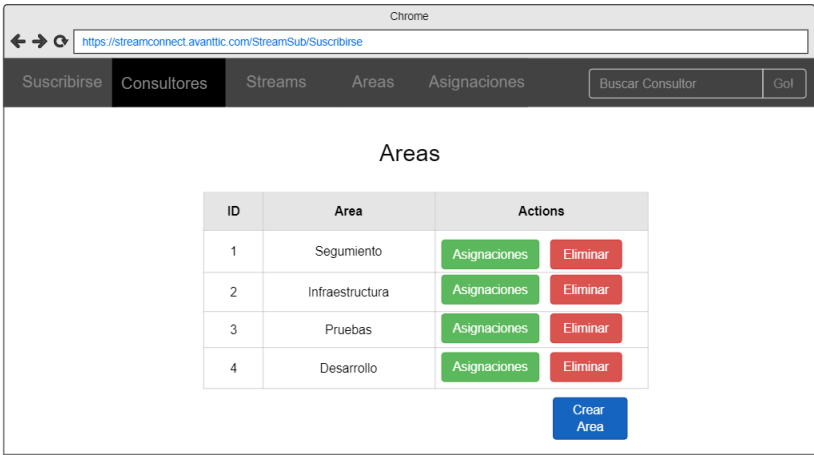 Chrome
https://streamconnect.avanttic.com/StreamSub/Suscribirse
Suscribirse Consultores Streams Areas Asignaciones Buscar Consultor Go!
Areas
ID Area Actions
1 Segumiento Asignaciones Eliminar
2 Infraestructura Asignaciones Eliminar
3 Pruebas Asignaciones Eliminar
4 Desarrollo Asignaciones Eliminar
Crear
Area